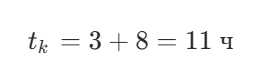 t_k = 3 + 8 = 11 ч